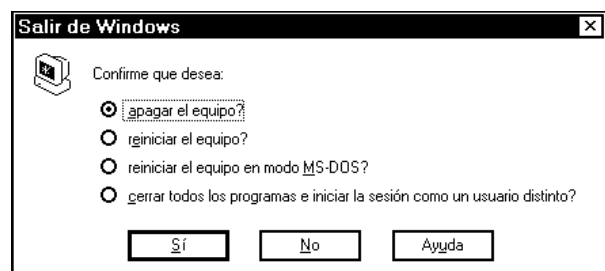 Salir de Windows
Confirme que desea:
apagar el equipo?
reiniciar el equipo?
reiniciar el equipo en modo MS-DOS?
cerrar todos los programas e iniciar la sesión como un usuario distinto?
Sí No Ayuda